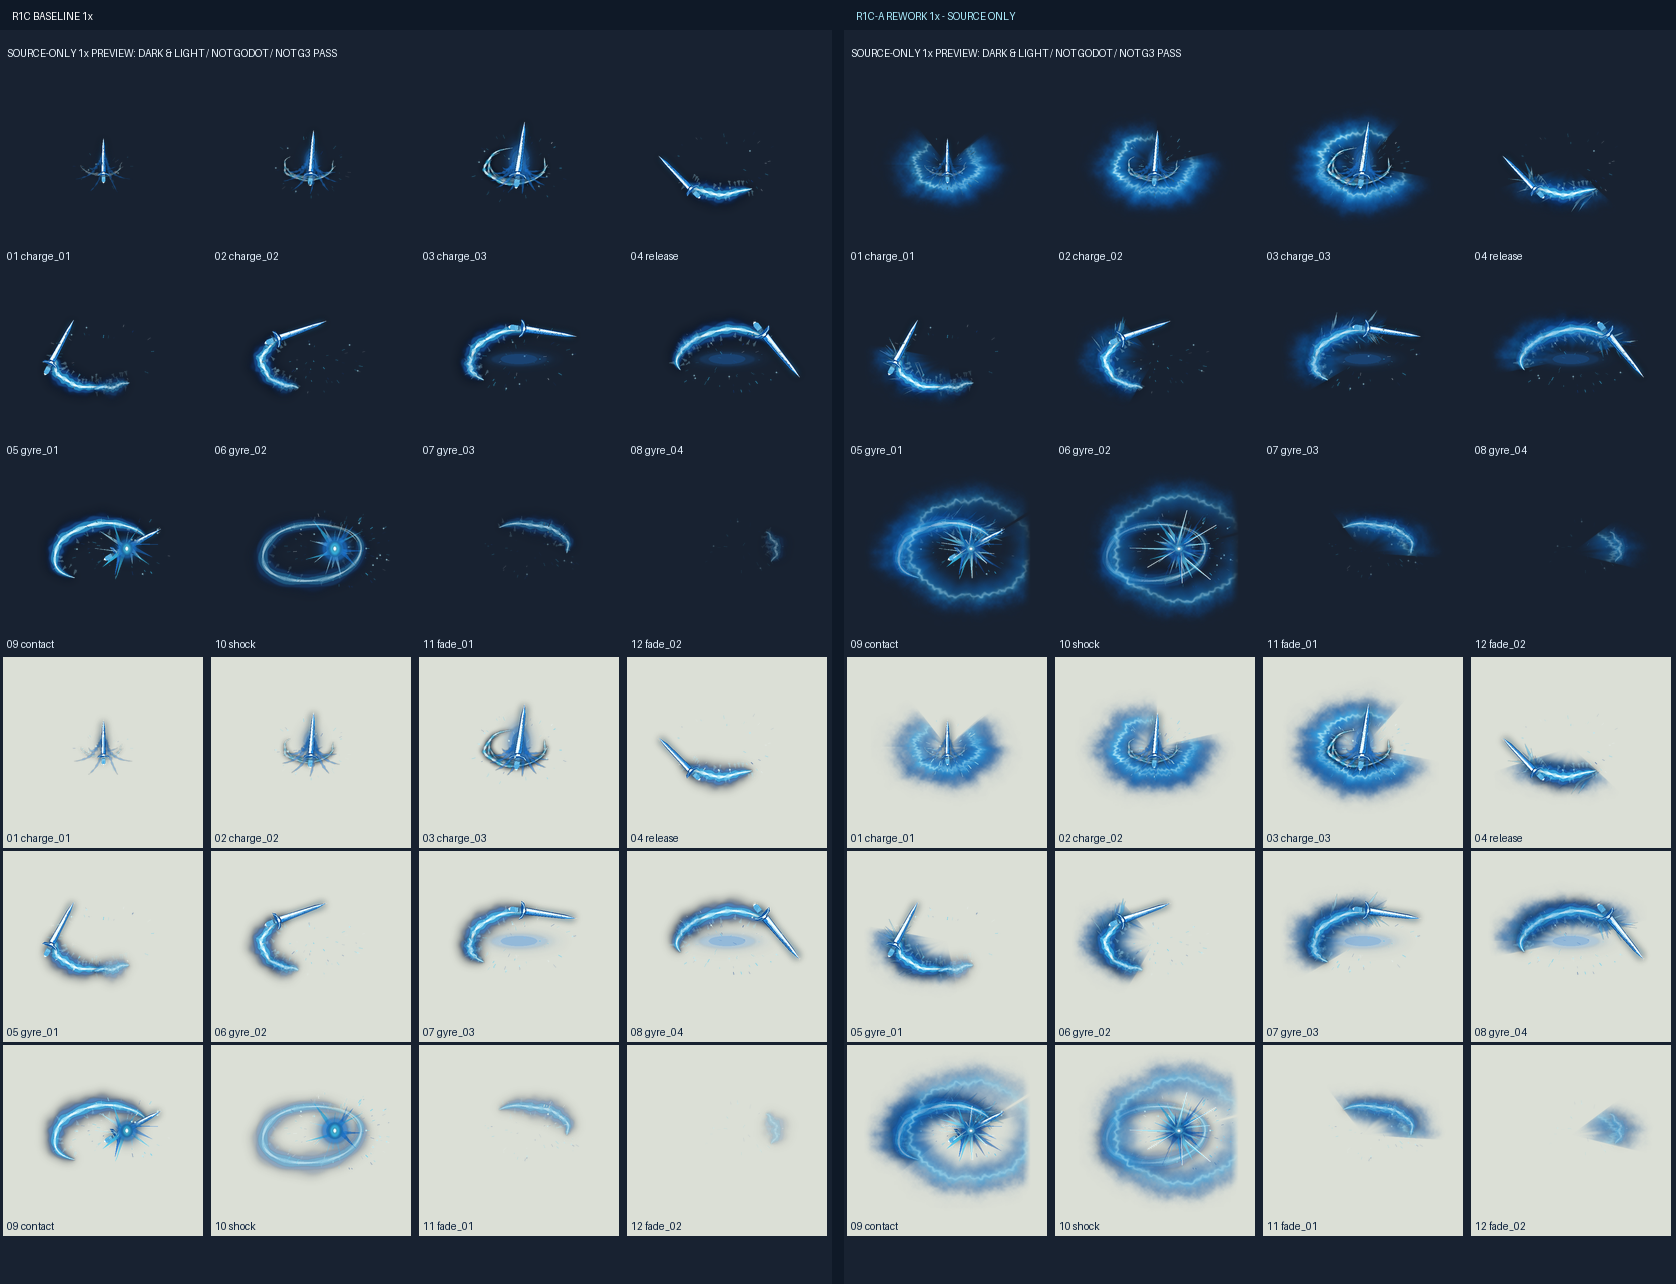 R1C BASELINE 1x
R1C-A REWORK 1x - SOURCE ONLY
SOURCE-ONLY 1x PREVIEW: DARK & LIGHT / NOT GODOT / NOT G3 PASS
SOURCE-ONLY 1x PREVIEW: DARK & LIGHT / NOT GODOT / NOT G3 PASS
01 charge_01
02 charge_02
03 charge_03
04 release
01 charge_01
02 charge_02
03 charge_03
04 release
05 gyre_01
06 gyre_02
07 gyre_03
08 gyre_04
05 gyre_01
06 gyre_02
07 gyre_03
08 gyre_04
09 contact
10 shock
11 fade_01
12 fade_02
09 contact
10 shock
11 fade_01
12 fade_02
01 charge_01
02 charge_02
03 charge_03
04 release
01 charge_01
02 charge_02
03 charge_03
04 release
05 gyre_01
06 gyre_02
07 gyre_03
08 gyre_04
05 gyre_01
06 gyre_02
07 gyre_03
08 gyre_04
09 contact
10 shock
11 fade_01
12 fade_02
09 contact
10 shock
11 fade_01
12 fade_02